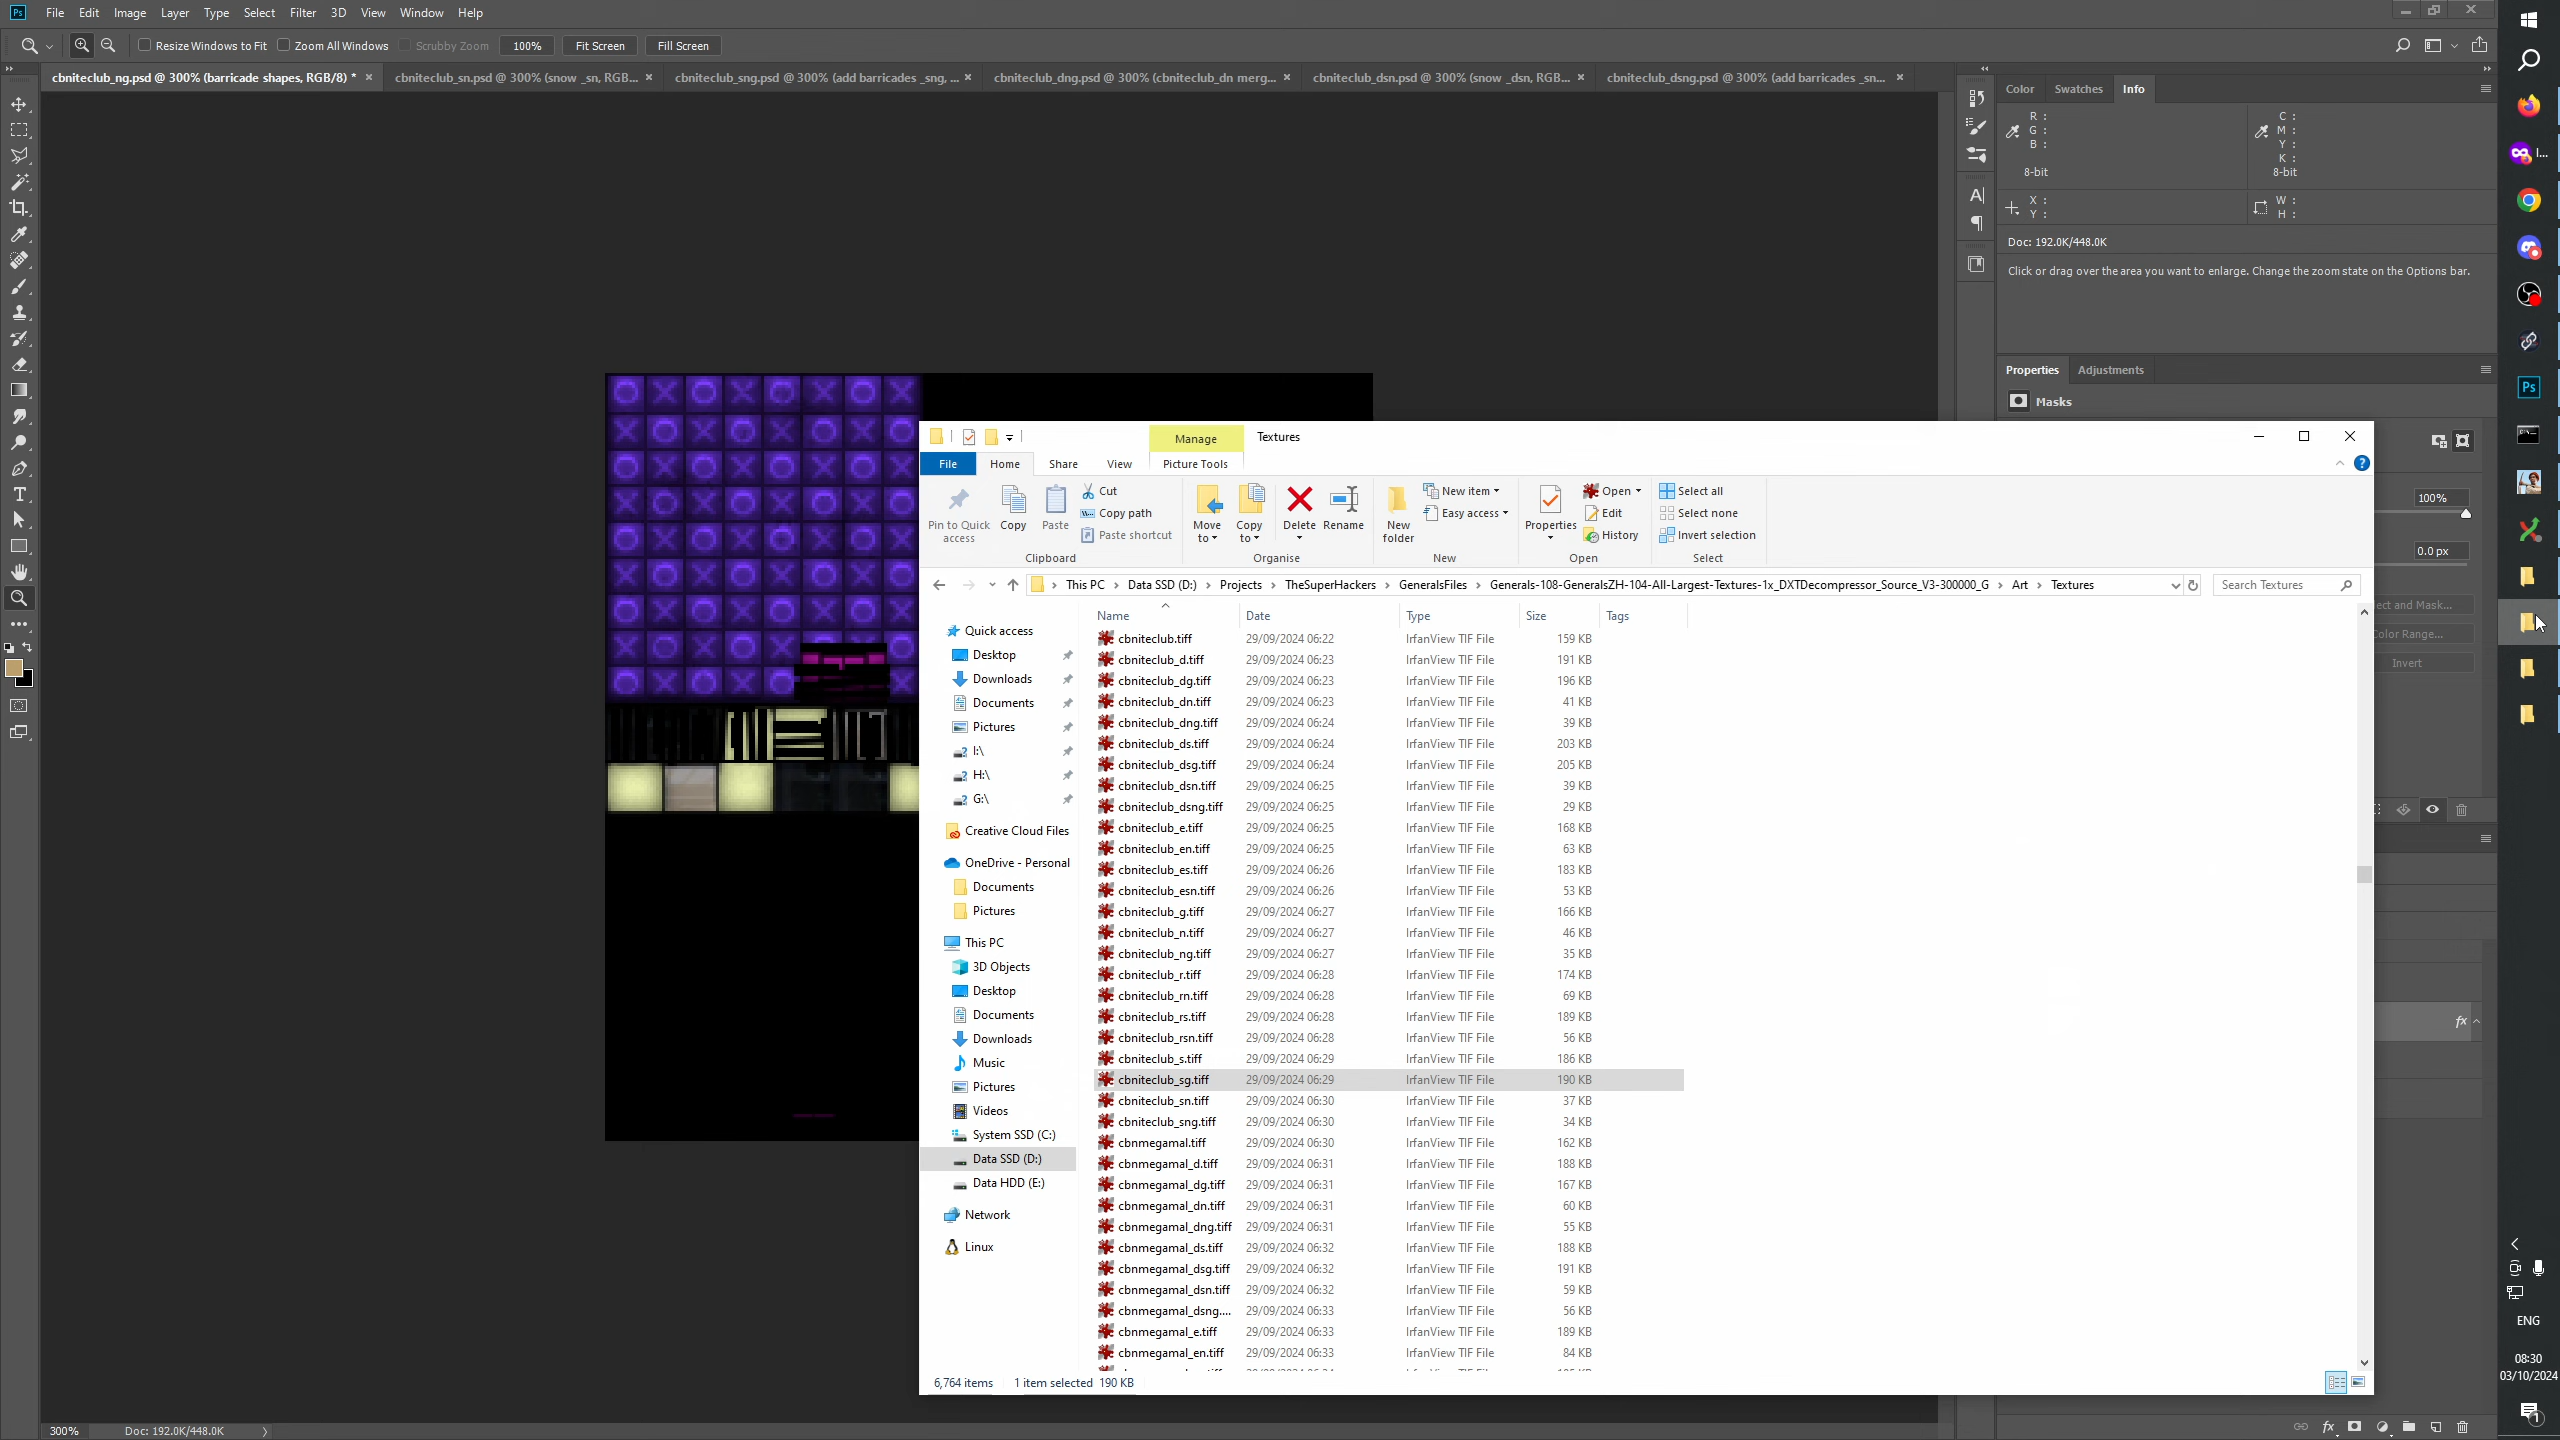 Ps File Edit Image Layer Type Select Filter 3D View Window Help
Resize Windows to Fit Zoom All Windows Scrubby Zoom 100% Fit Screen Fill Screen
cbniteclub_ng.psd @ 300% (barricade shapes, RGB/8) * cbniteclub_sn.psd @ 300% (snow _sn, RGB... cbniteclub_sng.psd @ 300% (add barricades _sng, ... cbniteclub_dng.psd @ 300% (cbniteclub_dn merg... cbniteclub_dsn.psd @ 300% (snow _dsn, RGB... cbniteclub_dsng.psd @ 300% (add barricades _sn...
Color Swatches Info
R : C :
G : M :
B : Y :
K :
8-bit 8-bit
X : W :
Y : H :
Doc: 192.0K/448.0K
Click or drag over the area you want to enlarge. Change the zoom state on the Options bar.
Properties Adjustments
Masks
100%
0.0 px
ect and Mask...
Color Range...
Invert
fx
Manage Textures
File Home Share View Picture Tools
Pin to Quick access
Copy
Paste
Cut
Copy path
Paste shortcut
Clipboard
Move to
Copy to
Delete
Rename
Organise
New folder
New item
Easy access
New
Properties
Open
Edit
History
Open
Select all
Select none
Invert selection
Select
This PC Data SSD (D:) Projects TheSuperHackers GeneralsFiles Generals-108-GeneralsZH-104-All-Largest-Textures-1x_DXTDecompressor_Source_V3-300000_G Art Textures Search Textures
Quick access
Desktop
Downloads
Documents
Pictures
I:\
H:\
G:\
Creative Cloud Files
OneDrive - Personal
Documents
Pictures
This PC
3D Objects
Desktop
Documents
Downloads
Music
Pictures
Videos
System SSD (C:)
Data SSD (D:)
Data HDD (E:)
Network
Linux
Name Date Type Size Tags
cbniteclub.tiff 29/09/2024 06:22 IrfanView TIF File 159 KB
cbniteclub_d.tiff 29/09/2024 06:23 IrfanView TIF File 191 KB
cbniteclub_dg.tiff 29/09/2024 06:23 IrfanView TIF File 196 KB
cbniteclub_dn.tiff 29/09/2024 06:23 IrfanView TIF File 41 KB
cbniteclub_dng.tiff 29/09/2024 06:24 IrfanView TIF File 39 KB
cbniteclub_ds.tiff 29/09/2024 06:24 IrfanView TIF File 203 KB
cbniteclub_dsg.tiff 29/09/2024 06:24 IrfanView TIF File 205 KB
cbniteclub_dsn.tiff 29/09/2024 06:25 IrfanView TIF File 39 KB
cbniteclub_dsng.tiff 29/09/2024 06:25 IrfanView TIF File 29 KB
cbniteclub_e.tiff 29/09/2024 06:25 IrfanView TIF File 168 KB
cbniteclub_en.tiff 29/09/2024 06:25 IrfanView TIF File 63 KB
cbniteclub_es.tiff 29/09/2024 06:26 IrfanView TIF File 183 KB
cbniteclub_esn.tiff 29/09/2024 06:26 IrfanView TIF File 53 KB
cbniteclub_g.tiff 29/09/2024 06:27 IrfanView TIF File 166 KB
cbniteclub_n.tiff 29/09/2024 06:27 IrfanView TIF File 46 KB
cbniteclub_ng.tiff 29/09/2024 06:27 IrfanView TIF File 35 KB
cbniteclub_r.tiff 29/09/2024 06:28 IrfanView TIF File 174 KB
cbniteclub_rn.tiff 29/09/2024 06:28 IrfanView TIF File 69 KB
cbniteclub_rs.tiff 29/09/2024 06:28 IrfanView TIF File 189 KB
cbniteclub_rsn.tiff 29/09/2024 06:28 IrfanView TIF File 56 KB
cbniteclub_s.tiff 29/09/2024 06:29 IrfanView TIF File 186 KB
cbniteclub_sg.tiff 29/09/2024 06:29 IrfanView TIF File 190 KB
cbniteclub_sn.tiff 29/09/2024 06:30 IrfanView TIF File 37 KB
cbniteclub_sng.tiff 29/09/2024 06:30 IrfanView TIF File 34 KB
cbnmegamal.tiff 29/09/2024 06:30 IrfanView TIF File 162 KB
cbnmegamal_d.tiff 29/09/2024 06:31 IrfanView TIF File 188 KB
cbnmegamal_dg.tiff 29/09/2024 06:31 IrfanView TIF File 167 KB
cbnmegamal_dn.tiff 29/09/2024 06:31 IrfanView TIF File 60 KB
cbnmegamal_dng.tiff 29/09/2024 06:31 IrfanView TIF File 55 KB
cbnmegamal_ds.tiff 29/09/2024 06:32 IrfanView TIF File 188 KB
cbnmegamal_dsg.tiff 29/09/2024 06:32 IrfanView TIF File 191 KB
cbnmegamal_dsn.tiff 29/09/2024 06:32 IrfanView TIF File 59 KB
cbnmegamal_dsng.... 29/09/2024 06:33 IrfanView TIF File 56 KB
cbnmegamal_e.tiff 29/09/2024 06:33 IrfanView TIF File 189 KB
cbnmegamal_en.tiff 29/09/2024 06:33 IrfanView TIF File 84 KB
6,764 items 1 item selected 190 KB
300% Doc: 192.0K/448.0K
fx
I...
Ps
ENG
08:30
03/10/2024
1